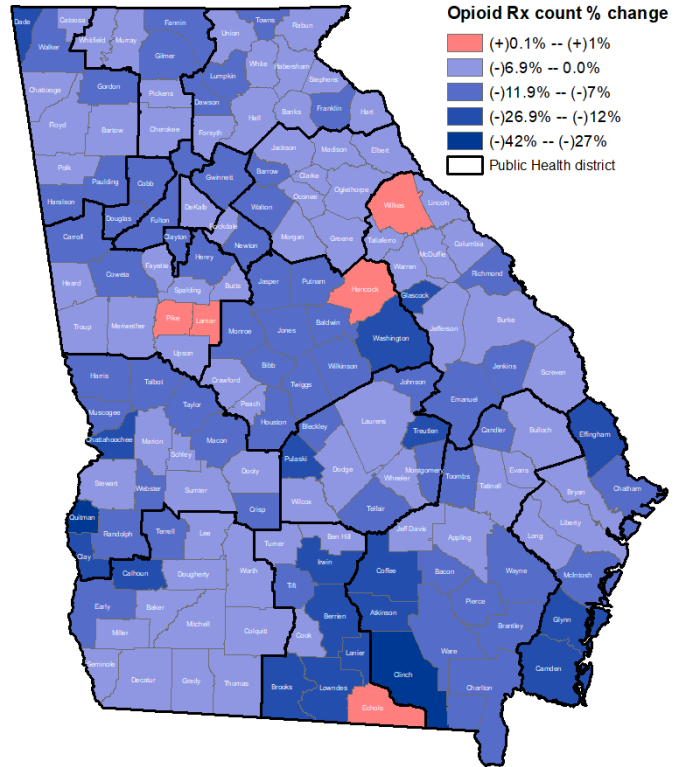 Opioid Rx count % change
(+)0.1% -- (+)1%
(-)6.9% -- 0.0%
(-)11.9% -- (-)7%
(-)26.9% -- (-)12%
(-)42% -- (-)27%
Public Health district
Dade
Catoosa
Whitfield
Murray
Fannin
Union
Towns
Rabun
Walker
Gilmer
White
Habersham
Stephens
Lumpkin
Chattooga
Gordon
Pickens
Dawson
Banks
Franklin
Hart
Floyd
Bartow
Cherokee
Forsyth
Hall
Jackson
Madison
Elbert
Polk
Paulding
Cobb
Gwinnett
Barrow
Clarke
Oconee
Oglethorpe
Haralson
Douglas
Fulton
DeKalb
Rockdale
Walton
Wilkes
Lincoln
Carroll
Clayton
Henry
Newton
Morgan
Greene
Taliaferro
McDuffie
Columbia
Warren
Richmond
Heard
Coweta
Fayette
Spalding
Butts
Jasper
Putnam
Hancock
Glascock
Troup
Meriwether
Pike
Lamar
Monroe
Jones
Baldwin
Washington
Jefferson
Burke
Upson
Bibb
Wilkinson
Screven
Harris
Talbot
Crawford
Peach
Twiggs
Johnson
Emanuel
Jenkins
Muscogee
Taylor
Houston
Bleckley
Laurens
Treutlen
Candler
Bulloch
Effingham
Chattahoochee
Marion
Macon
Schley
Dooly
Pulaski
Dodge
Wheeler
Montgomery
Toombs
Tattnall
Evans
Bryan
Chatham
Stewart
Webster
Sumter
Crisp
Wilcox
Telfair
Liberty
Long
Quitman
Randolph
Terrell
Lee
Turner
Ben Hill
Jeff Davis
Appling
Wayne
McIntosh
Clay
Calhoun
Dougherty
Worth
Irwin
Coffee
Bacon
Early
Baker
Mitchell
Tift
Berrien
Atkinson
Pierce
Brantley
Glynn
Miller
Colquitt
Cook
Lanier
Clinch
Ware
Camden
Seminole
Decatur
Grady
Thomas
Brooks
Lowndes
Echols
Charlton